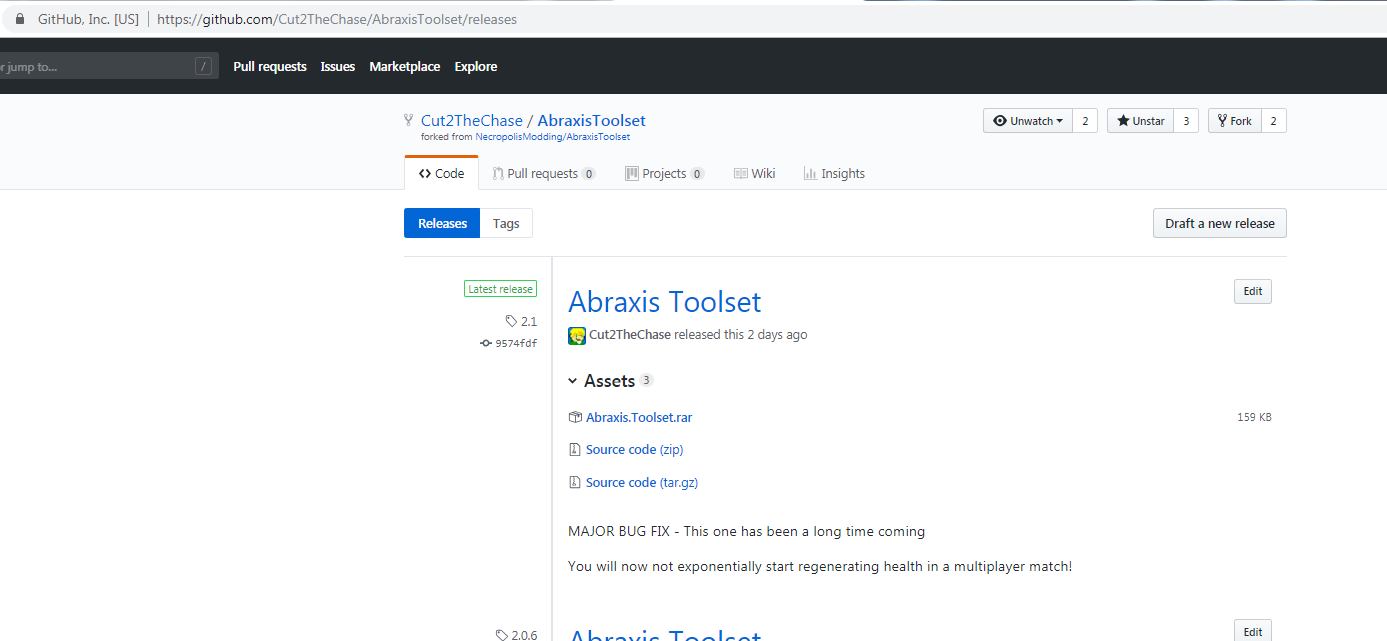 GitHub, Inc. [US] | https://github.com/Cut2TheChase/AbraxisToolset/releases
r jump to... / Pull requests Issues Marketplace Explore
Cut2TheChase / AbraxisToolset Unwatch 2 Unstar 3 Fork 2
forked from NecropolisModding/AbraxisToolset
Code Pull requests 0 Projects 0 Wiki Insights
Releases Tags Draft a new release
Latest release
Abraxis Toolset Edit
2.1
Cut2TheChase released this 2 days ago
9574fdf
Assets 3
Abraxis.Toolset.rar 159 KB
Source code (zip)
Source code (tar.gz)
MAJOR BUG FIX - This one has been a long time coming
You will now not exponentially start regenerating health in a multiplayer match!
2.0.6 Abraxis Toolset Edit